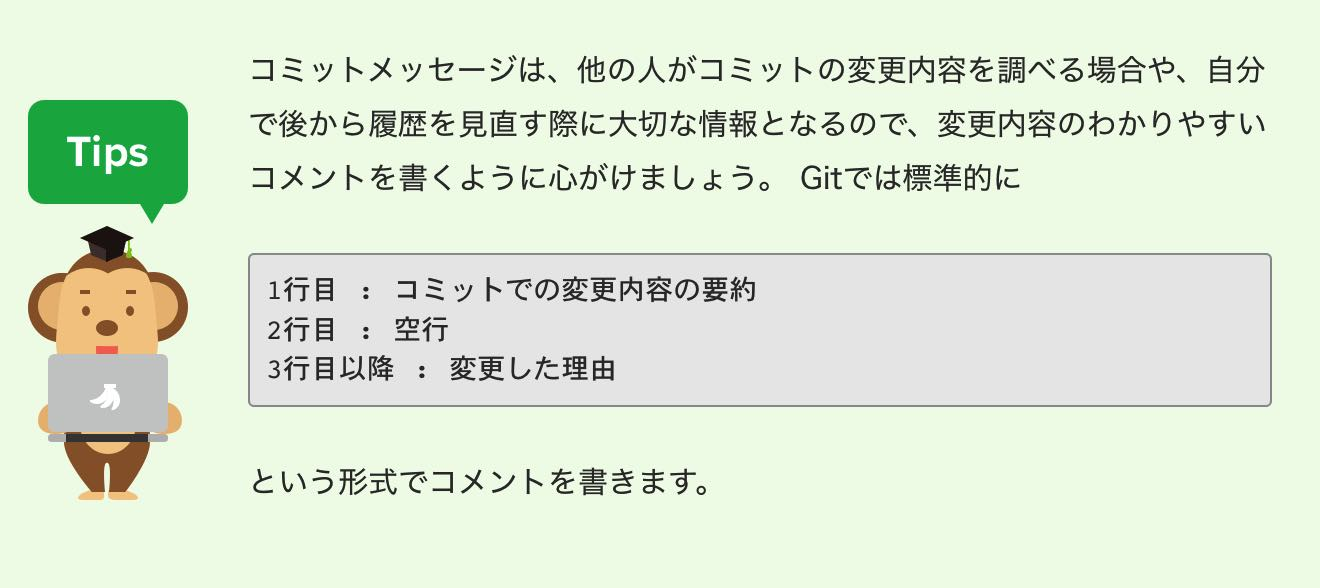 コミットメッセージは、他の人がコミットの変更内容を調べる場合や、自分
で後から履歴を見直す際に大切な情報となるので、変更内容のわかりやすい
コメントを書くように心がけましょう。 Gitでは標準的に
Tips
1行目 : コミットでの変更内容の要約
2行目 : 空行
3行目以降 : 変更した理由
という形式でコメントを書きます。